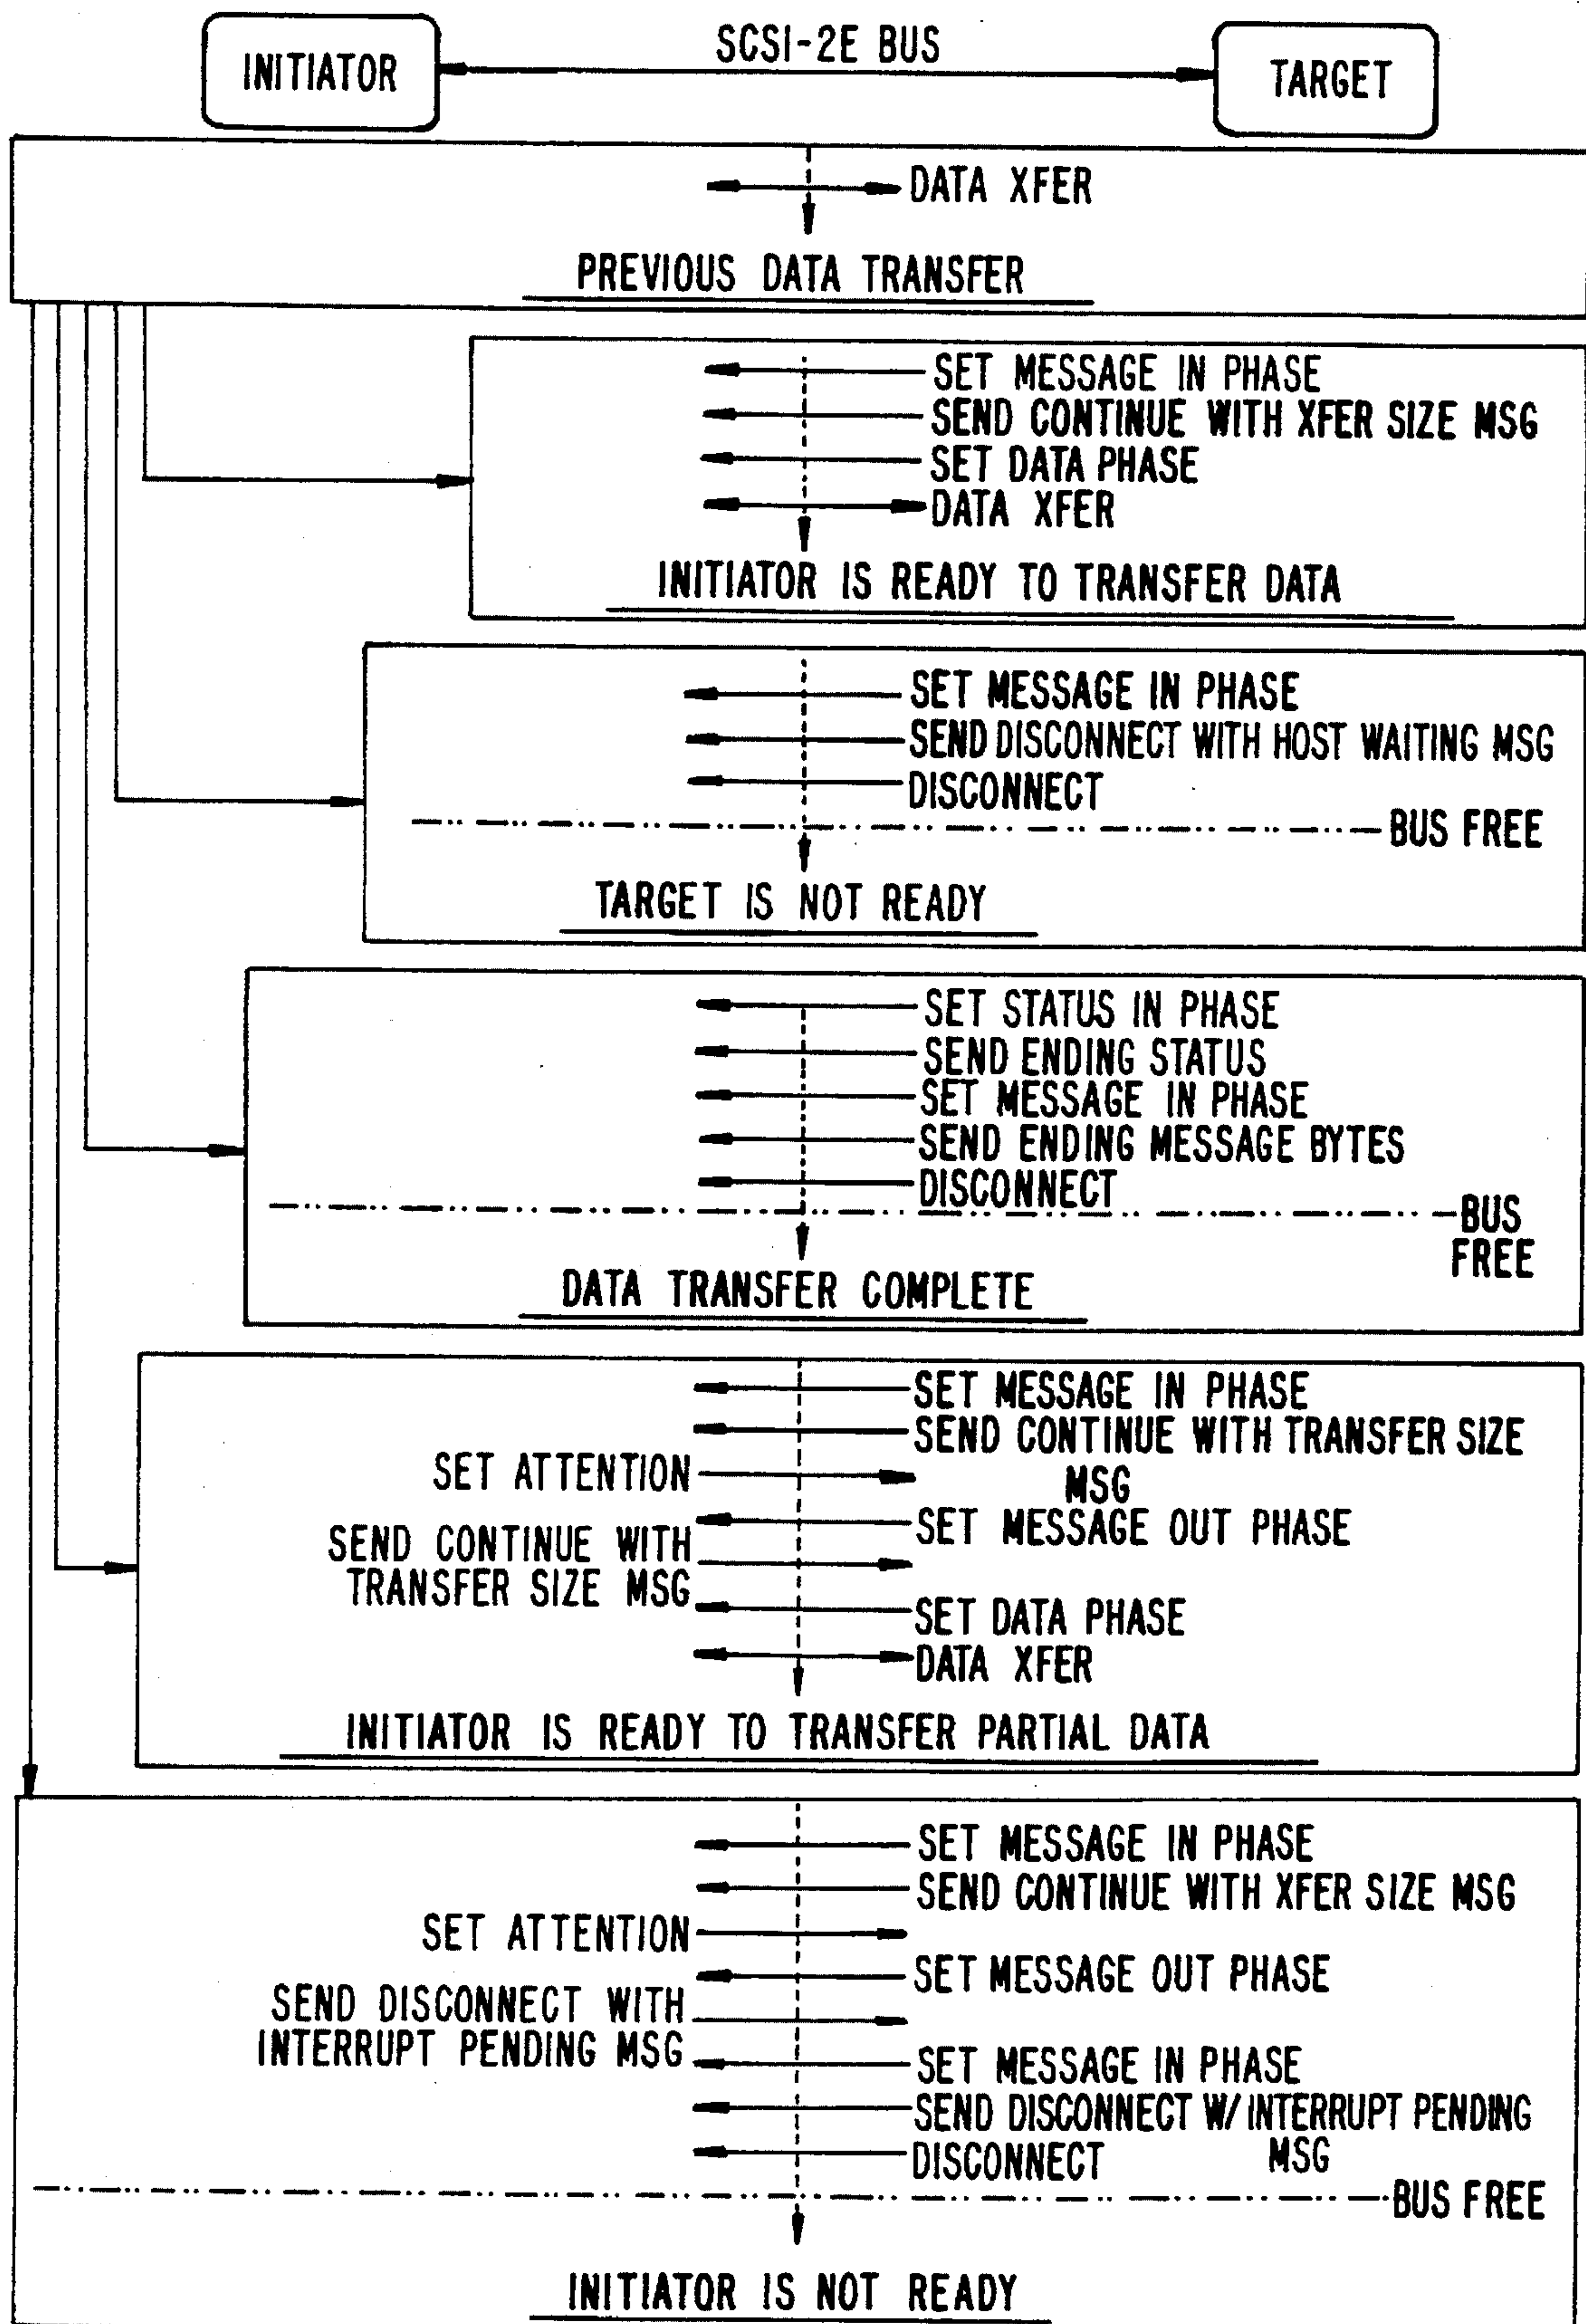 INITIATOR
SCSI-2E BUS
TARGET
DATA XFER
PREVIOUS DATA TRANSFER
SET MESSAGE IN PHASE
SEND CONTINUE WITH XFER SIZE MSG
SET DATA PHASE
DATA XFER
INITIATOR IS READY TO TRANSFER DATA
SET MESSAGE IN PHASE
SEND DISCONNECT WITH HOST WAITING MSG
DISCONNECT
BUS FREE
TARGET IS NOT READY
SET STATUS IN PHASE
SEND ENDING STATUS
SET MESSAGE IN PHASE
SEND ENDING MESSAGE BYTES
DISCONNECT
BUS
FREE
DATA TRANSFER COMPLETE
SET MESSAGE IN PHASE
SEND CONTINUE WITH TRANSFER SIZE
MSG
SET ATTENTION
SET MESSAGE OUT PHASE
SEND CONTINUE WITH
TRANSFER SIZE MSG
SET DATA PHASE
DATA XFER
INITIATOR IS READY TO TRANSFER PARTIAL DATA
SET MESSAGE IN PHASE
SEND CONTINUE WITH XFER SIZE MSG
SET ATTENTION
SET MESSAGE OUT PHASE
SEND DISCONNECT WITH
INTERRUPT PENDING MSG
SET MESSAGE IN PHASE
SEND DISCONNECT W/ INTERRUPT PENDING
MSG
DISCONNECT
BUS FREE
INITIATOR IS NOT READY